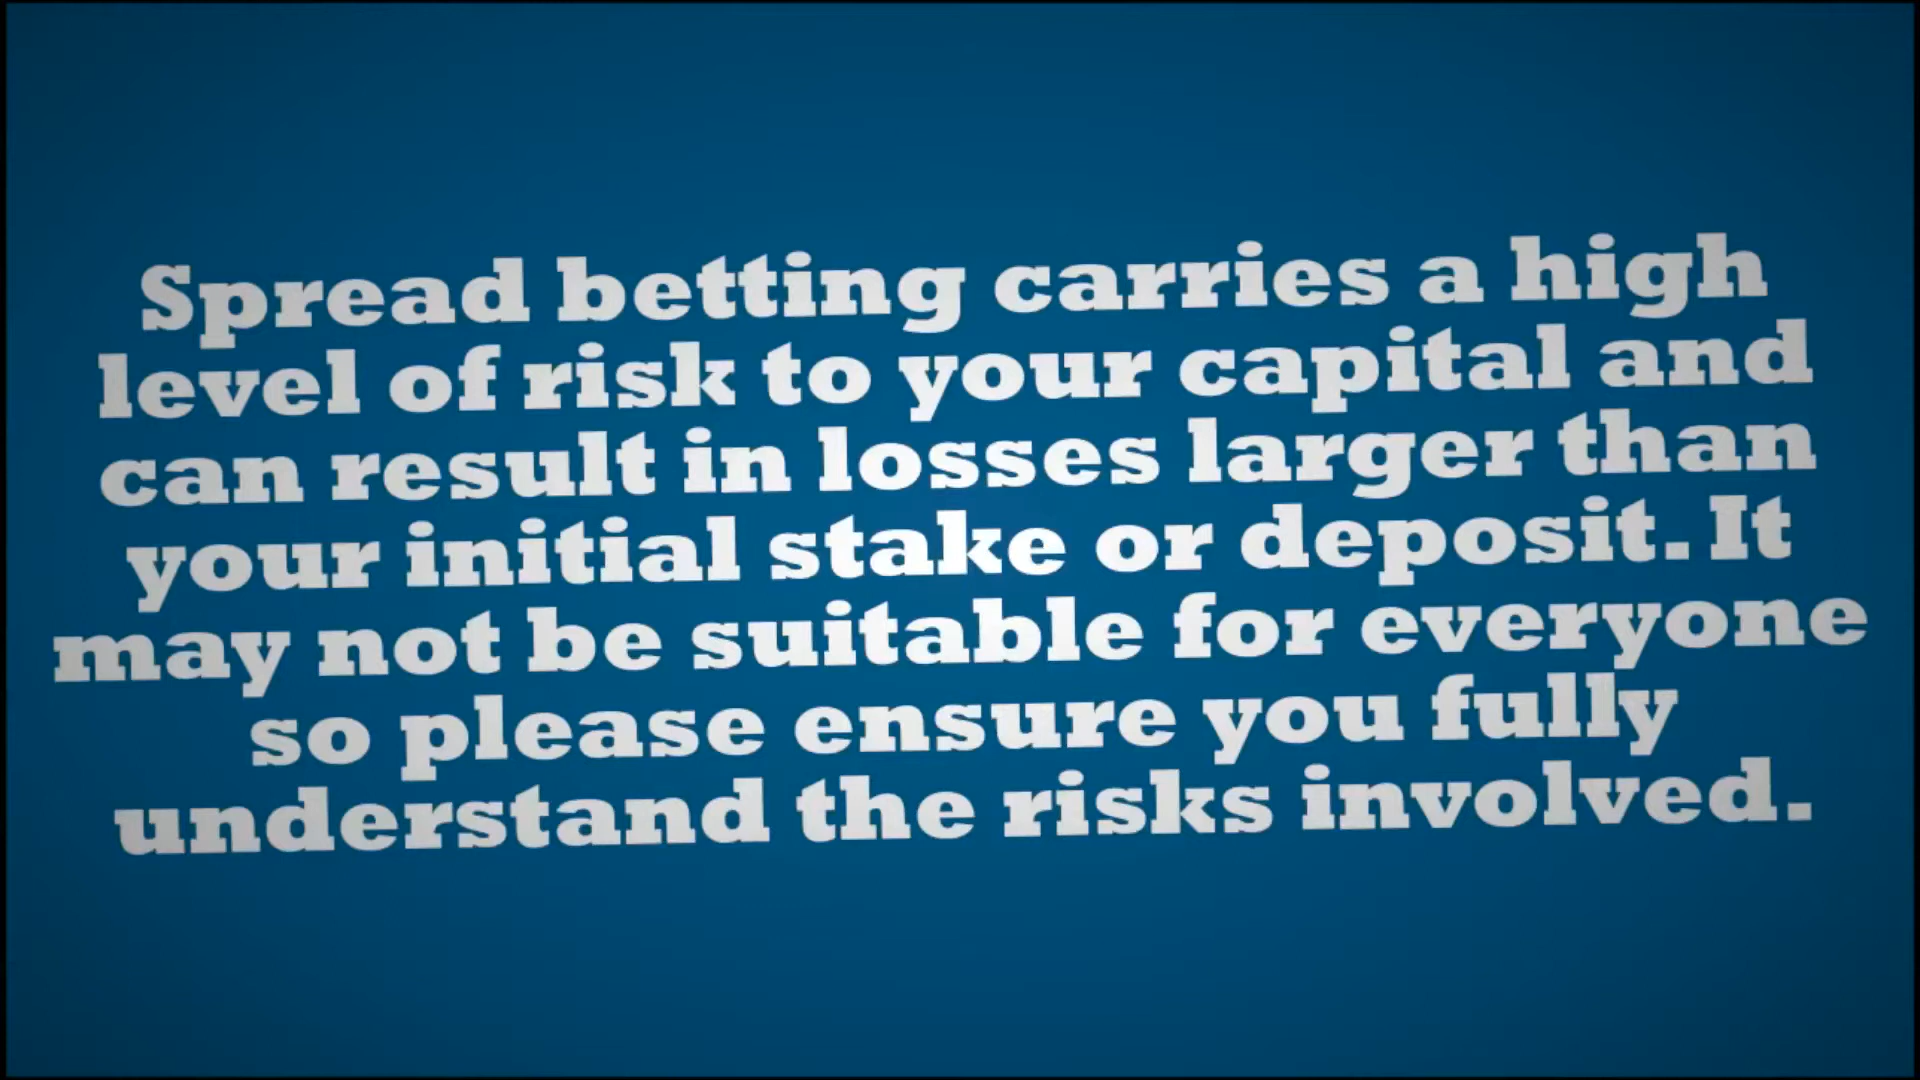 Spread betting carries a high
level of risk to your capital and
can result in losses larger than
your initial stake or deposit. It
may not be suitable for everyone
so please ensure you fully
understand the risks involved.